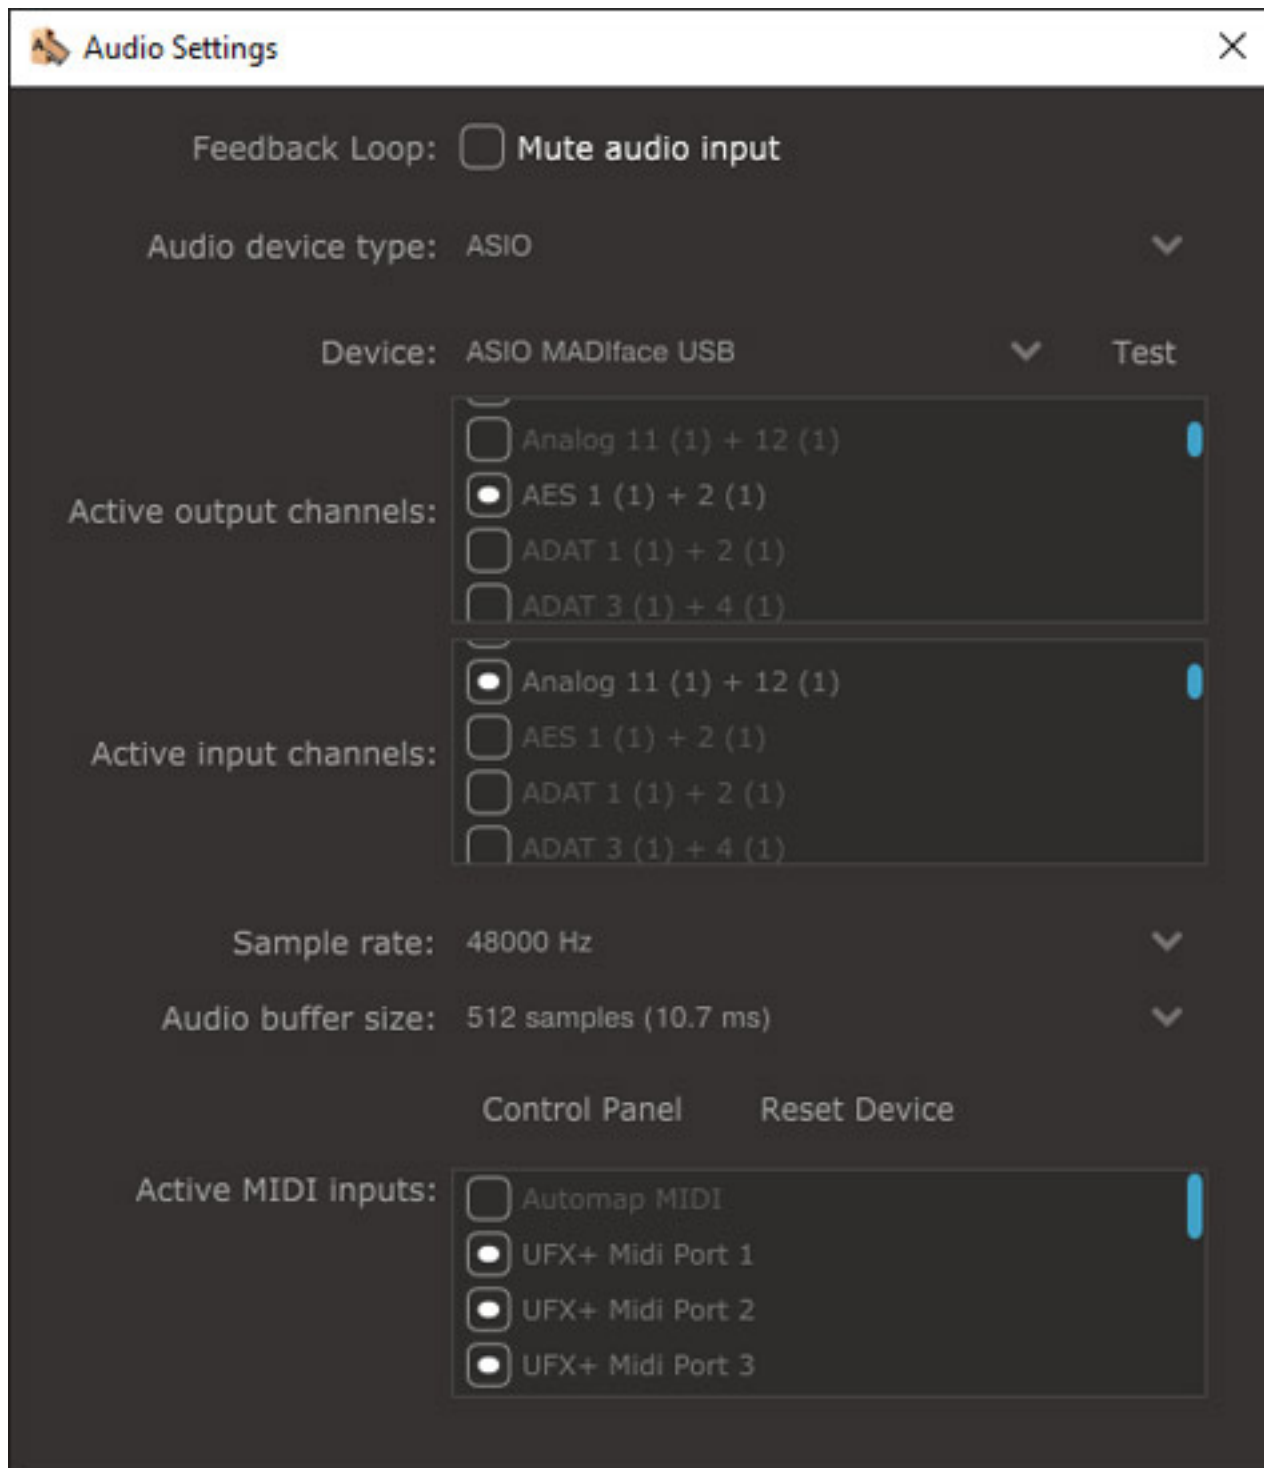 Audio Settings
Feedback Loop: Mute audio input
Audio device type: ASIO
Device: ASIO MADIface USB Test
Analog 11 (1) + 12 (1)
AES 1 (1) + 2 (1)
Active output channels:
ADAT 1 (1) + 2 (1)
ADAT 3 (1) + 4 (1)
Analog 11 (1) + 12 (1)
AES 1 (1) + 2 (1)
Active input channels:
ADAT 1 (1) + 2 (1)
ADAT 3 (1) + 4 (1)
Sample rate: 48000 Hz
Audio buffer size: 512 samples (10.7 ms)
Control Panel Reset Device
Active MIDI inputs: Automap MIDI
UFX+ Midi Port 1
UFX+ Midi Port 2
UFX+ Midi Port 3